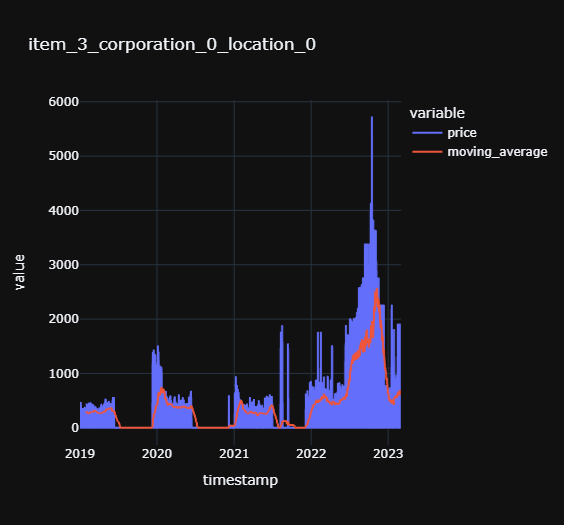 item_3_corporation_0_location_0
variable
price
moving_average
6000
5000
4000
3000
2000
1000
0
value
2019
2020
2021
2022
2023
timestamp